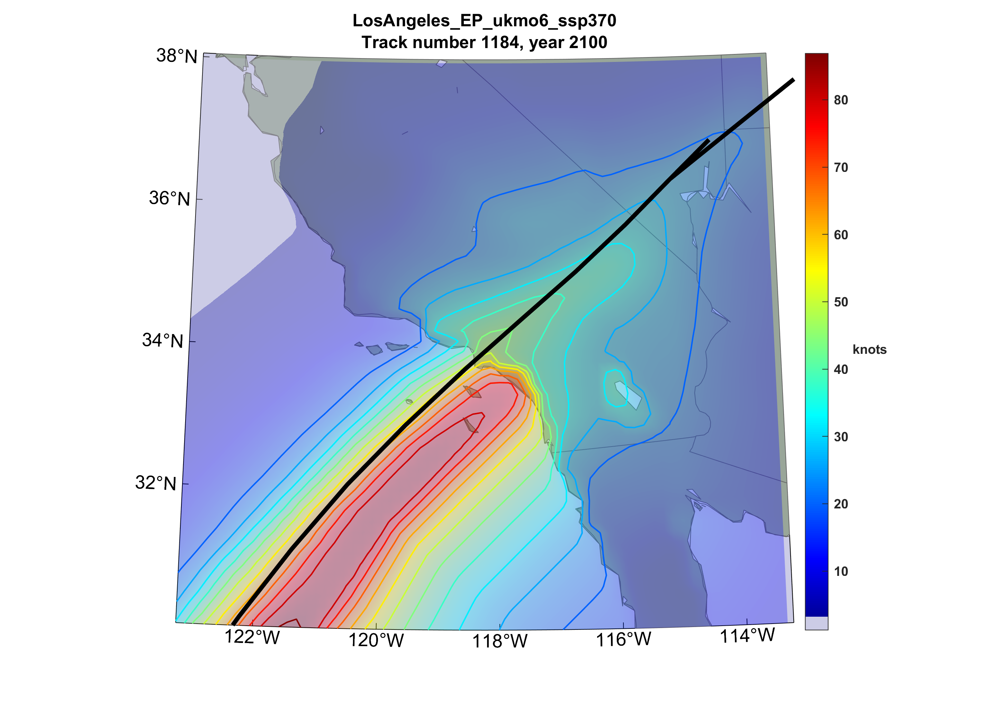 LosAngeles_EP_ukmo6_ssp370
Track number 1184, year 2100
38°N
36°N
34°N
32°N
122°W
120°W
118°W
116°W
114°W
80
70
60
50
40
30
20
10
knots